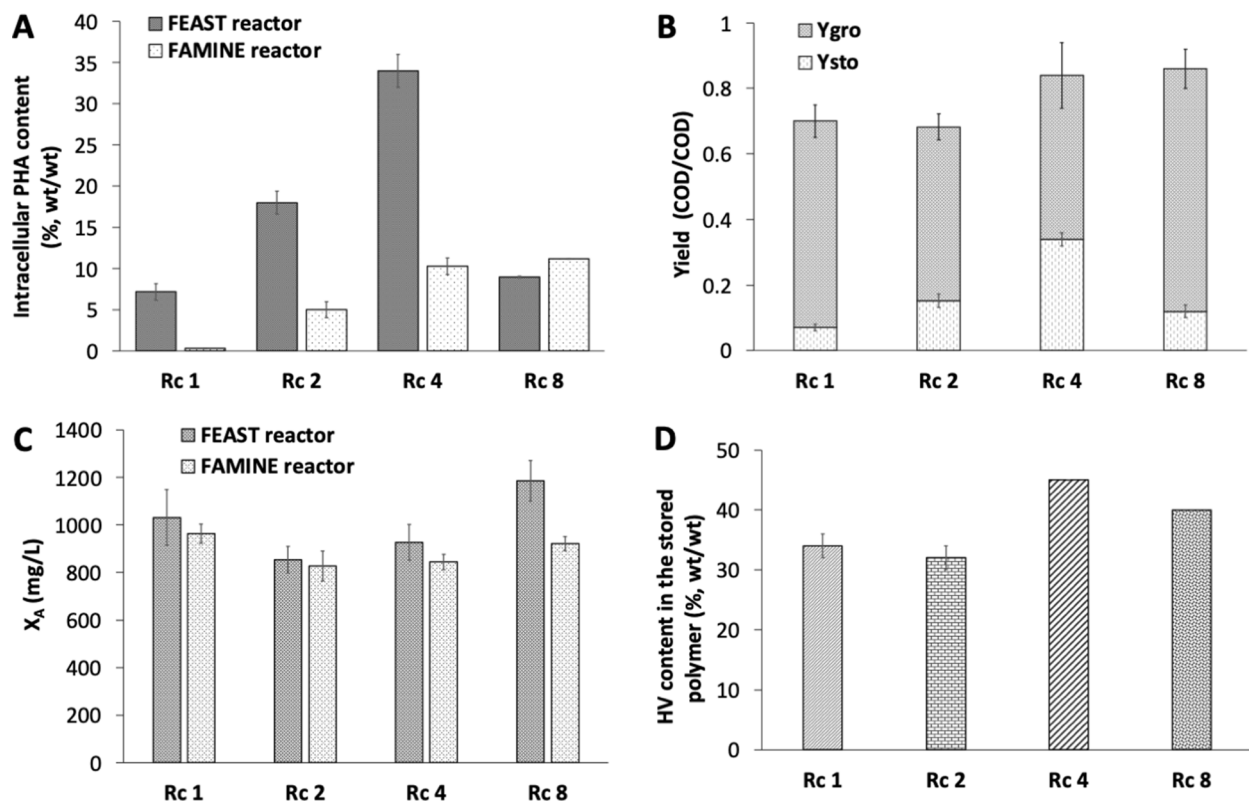 A
FEAST reactor
FAMINE reactor
Intracellular PHA content
(%, wt/wt)
40
35
30
25
20
15
10
5
0
Rc 1 Rc 2 Rc 4 Rc 8
B
Ygro
Ysto
Yield (COD/COD)
1
0.8
0.6
0.4
0.2
0
Rc 1 Rc 2 Rc 4 Rc 8
C
FEAST reactor
FAMINE reactor
XA (mg/L)
1400
1200
1000
800
600
400
200
0
Rc 1 Rc 2 Rc 4 Rc 8
D
HV content in the stored
polymer (%, wt/wt)
50
40
30
20
10
0
Rc 1 Rc 2 Rc 4 Rc 8